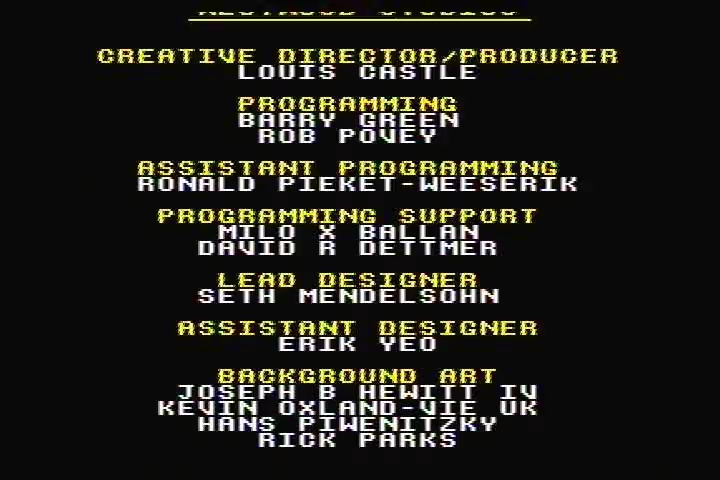 CREATIVE DIRECTOR/PRODUCER
LOUIS CASTLE
PROGRAMMING
BARRY GREEN
ROB POVEY
ASSISTANT PROGRAMMING
RONALD PIEKET-WEESERIK
PROGRAMMING SUPPORT
MILO X BALLAN
DAVID R DETTMER
LEAD DESIGNER
SETH MENDELSOHN
ASSISTANT DESIGNER
ERIK YEO
BACKGROUND ART
JOSEPH B HEWITT IV
KEVIN OXLAND-VIE UK
HANS PIWENITZKY
RICK PARKS